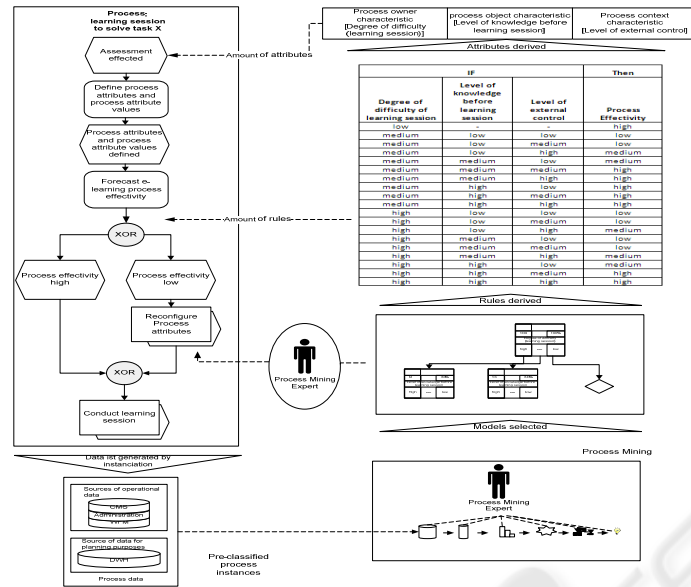 Process;
learning session
to solve task X
Assessment
effected
Define process
attributes and
process attribute
values
Process attributes
and process
attribute values
defined
Forecast e-
learning process
effectivity
XOR
Process effectivity
high
Process effectivity
low
Reconfigure
Process
attributes
XOR
Conduct learning
session
Data ist generated by
instanciation
Sources of operational
data
CMS
Administration
Source of data for
planning purposes
DWH
Process data
Pre-classified
process
instances
Amount of attributes
Amount of rules
Process Mining
Expert
Process owner
characteristic
[Degree of difficulty
(learning session)]
process object characteristic
[Level of knowledge before
learning session]
Process context
characteristic
[Level of external control]
Attributes derived
IF Then
Degree of
difficulty of
learning session
Level of
knowledge
before
learning
session
Level of
external
control
Process
Effectivity
low - - high
medium low low low
medium low medium low
medium low high medium
medium medium low medium
medium medium medium high
medium medium high high
medium high low high
medium high medium high
medium high high high
high low low low
high low medium low
high low high medium
high medium low low
high medium medium low
high medium high medium
high high low medium
high high medium high
high high high high
Rules derived
Models selected
Process Mining
Process Mining
Expert